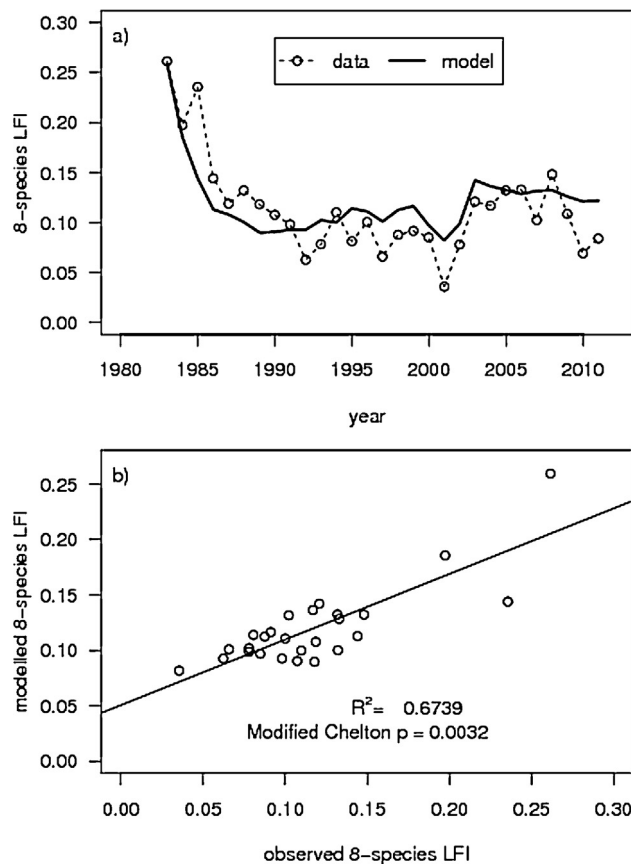 a)
data
model
8-species LFI
0.30
0.25
0.20
0.15
0.10
0.05
0.00
1980 1985 1990 1995 2000 2005 2010
year
b)
modelled 8-species LFI
0.25
0.20
0.15
0.10
0.05
0.00
R²= 0.6739
Modified Chelton p = 0.0032
0.00 0.05 0.10 0.15 0.20 0.25 0.30
observed 8-species LFI